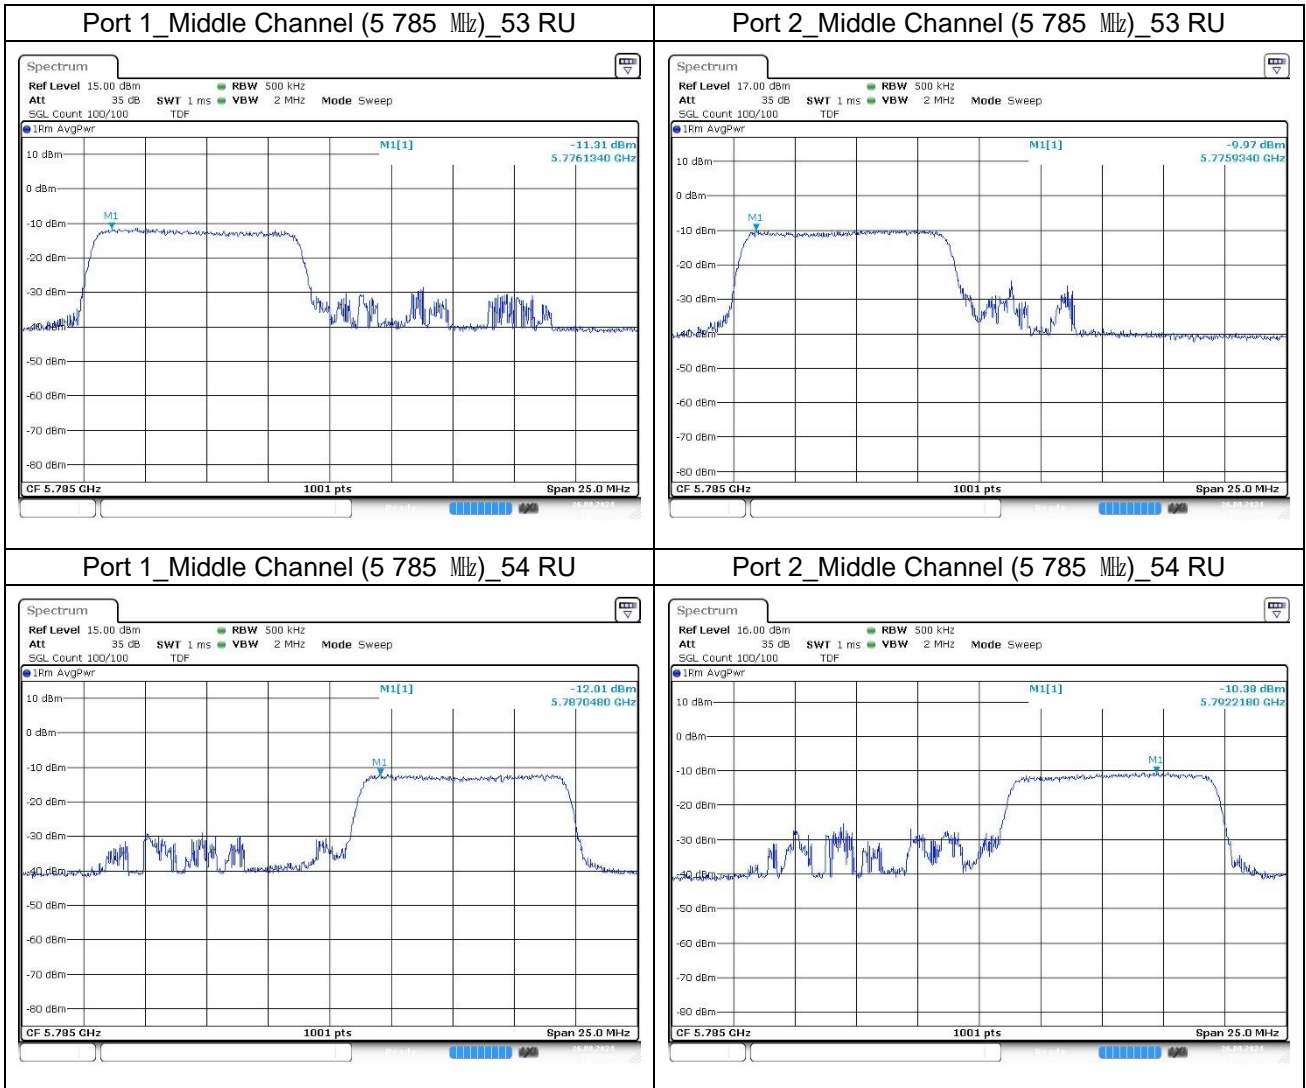 Port 1_Middle Channel (5 785 ㎒)_53 RU
Spectrum
Ref Level 15.00 dBm RBW 500 kHz
Att 35 dB SWT 1 ms VBW 2 MHz Mode Sweep
SGL Count 100/100 TDF
1Rm AvgPwr
M1[1] -11.31 dBm
5.7761340 GHz
10 dBm
0 dBm
M1
-10 dBm
-20 dBm
-30 dBm
-40 dBm
-50 dBm
-60 dBm
-70 dBm
-80 dBm
CF 5.785 GHz 1001 pts Span 25.0 MHz
Port 2_Middle Channel (5 785 ㎒)_53 RU
Spectrum
Ref Level 17.00 dBm RBW 500 kHz
Att 35 dB SWT 1 ms VBW 2 MHz Mode Sweep
SGL Count 100/100 TDF
1Rm AvgPwr
M1[1] -9.97 dBm
5.7759340 GHz
10 dBm
0 dBm
M1
-10 dBm
-20 dBm
-30 dBm
-40 dBm
-50 dBm
-60 dBm
-70 dBm
-80 dBm
CF 5.785 GHz 1001 pts Span 25.0 MHz
Port 1_Middle Channel (5 785 ㎒)_54 RU
Spectrum
Ref Level 15.00 dBm RBW 500 kHz
Att 35 dB SWT 1 ms VBW 2 MHz Mode Sweep
SGL Count 100/100 TDF
1Rm AvgPwr
M1[1] -12.01 dBm
5.7870480 GHz
10 dBm
0 dBm
M1
-10 dBm
-20 dBm
-30 dBm
-40 dBm
-50 dBm
-60 dBm
-70 dBm
-80 dBm
CF 5.785 GHz 1001 pts Span 25.0 MHz
Port 2_Middle Channel (5 785 ㎒)_54 RU
Spectrum
Ref Level 16.00 dBm RBW 500 kHz
Att 35 dB SWT 1 ms VBW 2 MHz Mode Sweep
SGL Count 100/100 TDF
1Rm AvgPwr
M1[1] -10.38 dBm
5.7922180 GHz
10 dBm
0 dBm
M1
-10 dBm
-20 dBm
-30 dBm
-40 dBm
-50 dBm
-60 dBm
-70 dBm
-80 dBm
CF 5.785 GHz 1001 pts Span 25.0 MHz